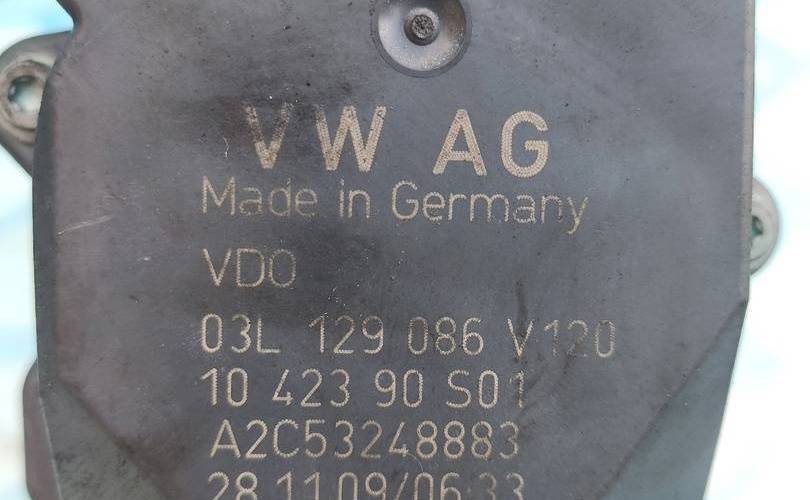 VW AG
Made in Germany
VDO
03L 129 086 V120
10 423 90 S01
A2C53248883
28.11.09/06:33